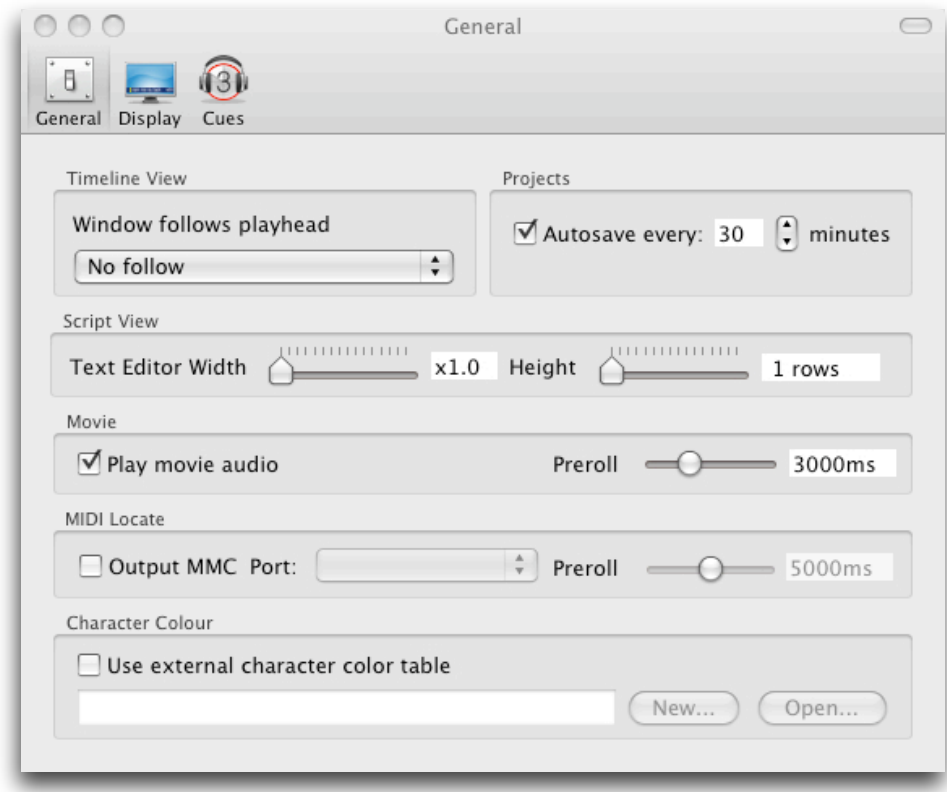 General
General Display Cues
3
Timeline View
Window follows playhead
No follow
Projects
Autosave every: 30 minutes
Script View
Text Editor Width x1.0 Height 1 rows
Movie
Play movie audio Preroll 3000ms
MIDI Locate
Output MMC Port: Preroll 5000ms
Character Colour
Use external character color table
New... Open...